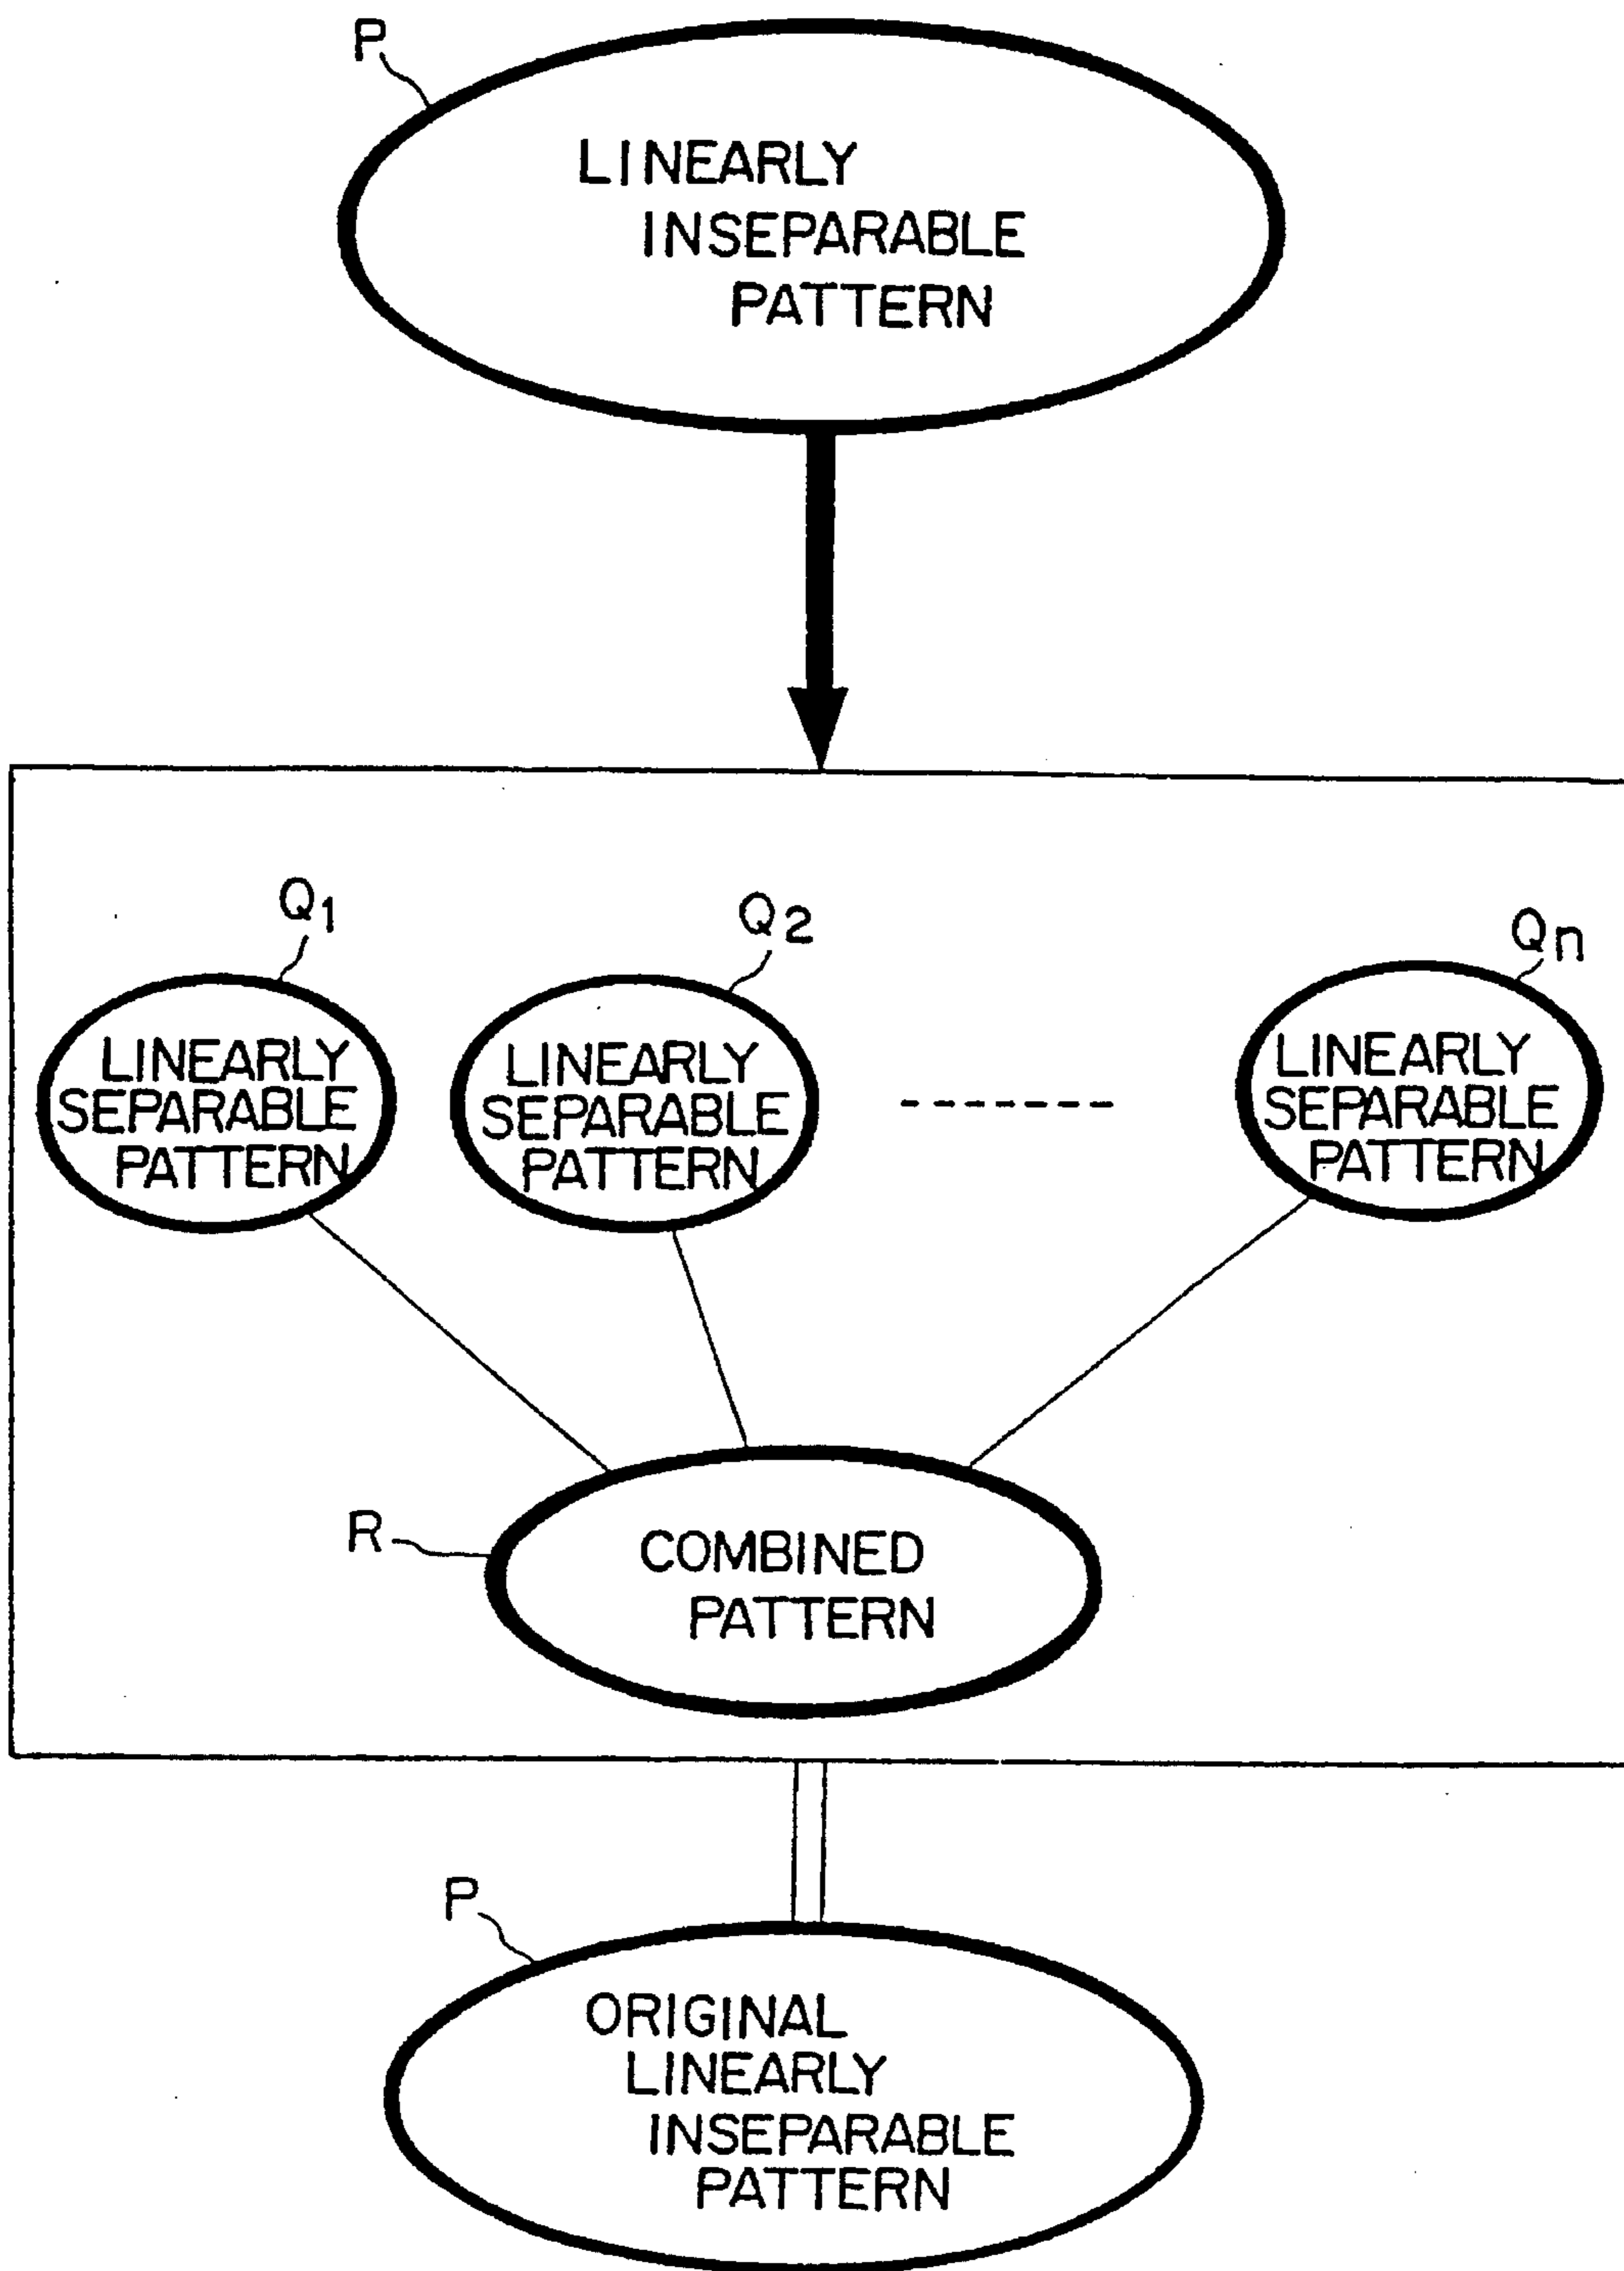 P
LINEARLY
INSEPARABLE
PATTERN
Q1
Q2
Qn
LINEARLY
SEPARABLE
PATTERN
LINEARLY
SEPARABLE
PATTERN
LINEARLY
SEPARABLE
PATTERN
R
COMBINED
PATTERN
P
ORIGINAL
LINEARLY
INSEPARABLE
PATTERN